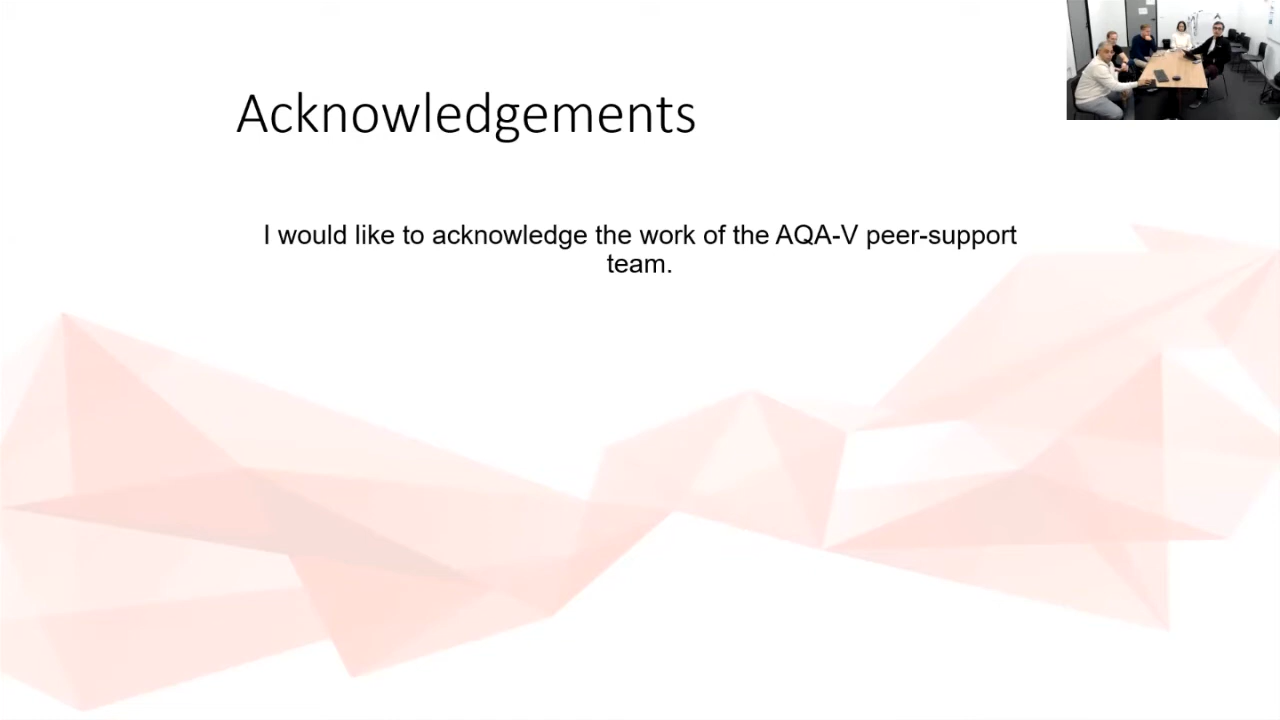 Acknowledgements
I would like to acknowledge the work of the AQA-V peer-support
team.